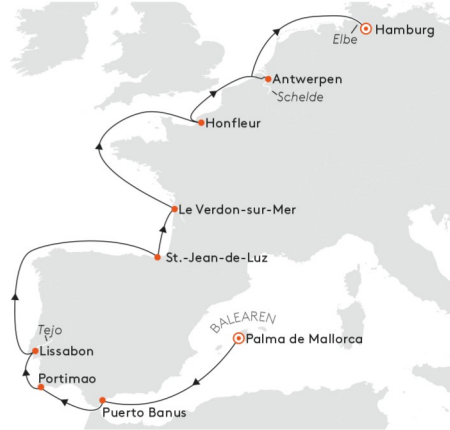 Hamburg
Elbe
Antwerpen
Schelde
Honfleur
Le Verdon-sur-Mer
St.-Jean-de-Luz
BALEAREN
Tejo
Palma de Mallorca
Lissabon
Portimao
Puerto Banus